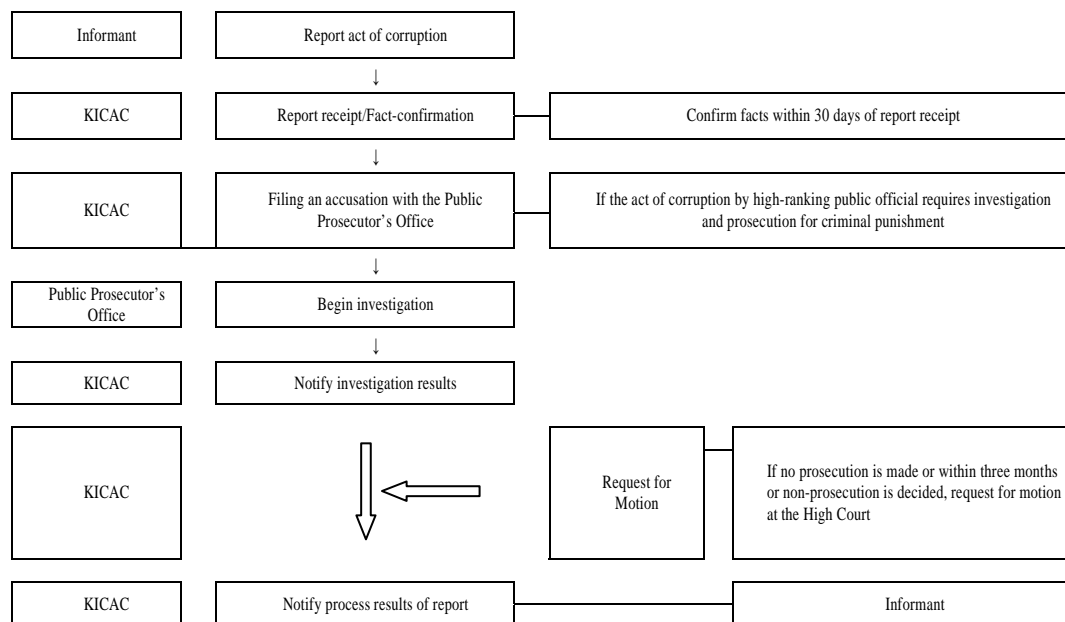 Informant
Report act of corruption
↓
KICAC
Report receipt/Fact-confirmation
Confirm facts within 30 days of report receipt
↓
KICAC
Filing an accusation with the Public
Prosecutor's Office
If the act of corruption by high-ranking public official requires investigation
and prosecution for criminal punishment
↓
Public Prosecutor's
Office
Begin investigation
↓
KICAC
Notify investigation results
KICAC
Request for
Motion
If no prosecution is made or within three months
or non-prosecution is decided, request for motion
at the High Court
KICAC
Notify process results of report
Informant